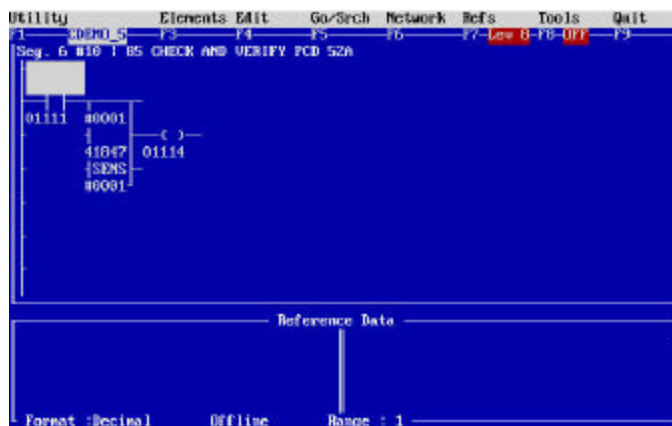 Utility Elements Edit Go/Srch Network Refs Tools Quit
F1 F3 F4 F5 F6 F7-Lev 8-F8-OFF-F9
Seg. 6 #10 | 85 CHECK AND VERIFY PCD 52A
01111 #0001
( )
41847 01114
SENS
#0001
Reference Data
Format :Decimal Offline Range : 1